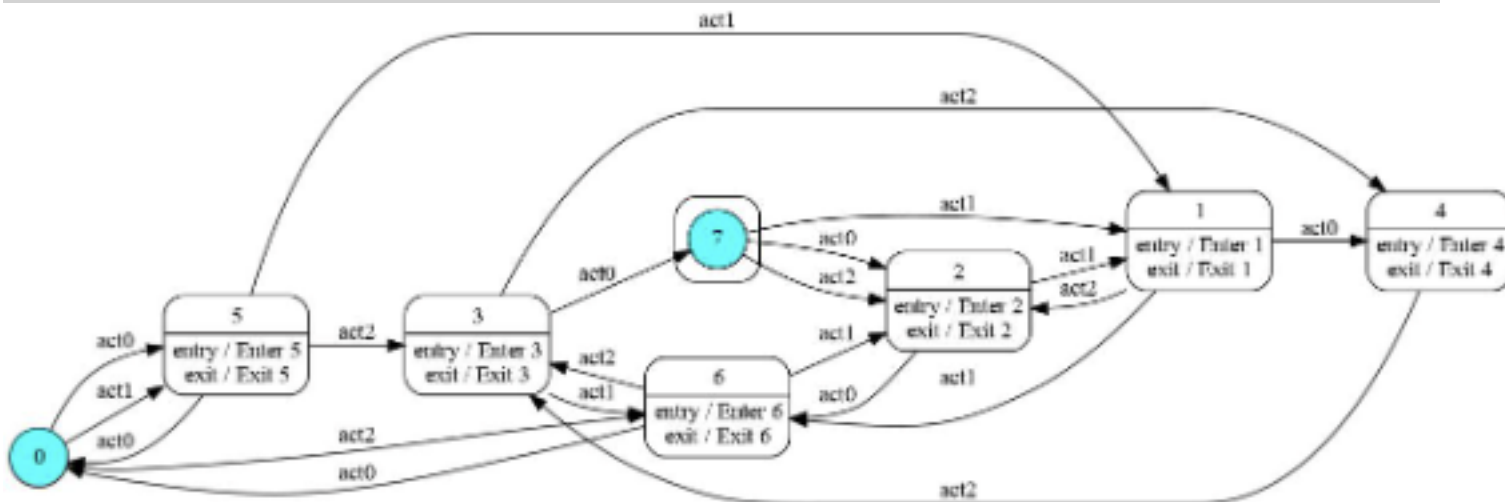 act1
act2
act1
1
4
7
act0
act0
entry / Enter 1
entry / Enter 4
exit / Exit 1
exit / Exit 4
2
act1
act0
act2
act2
entry / Enter 2
exit / Exit 2
5
3
act0
act2
act1
entry / Enter 5
entry / Enter 3
exit / Exit 5
exit / Exit 3
act2
6
act1
act1
act0
act1
entry / Enter 6
exit / Exit 6
act0
act2
0
act0
act2